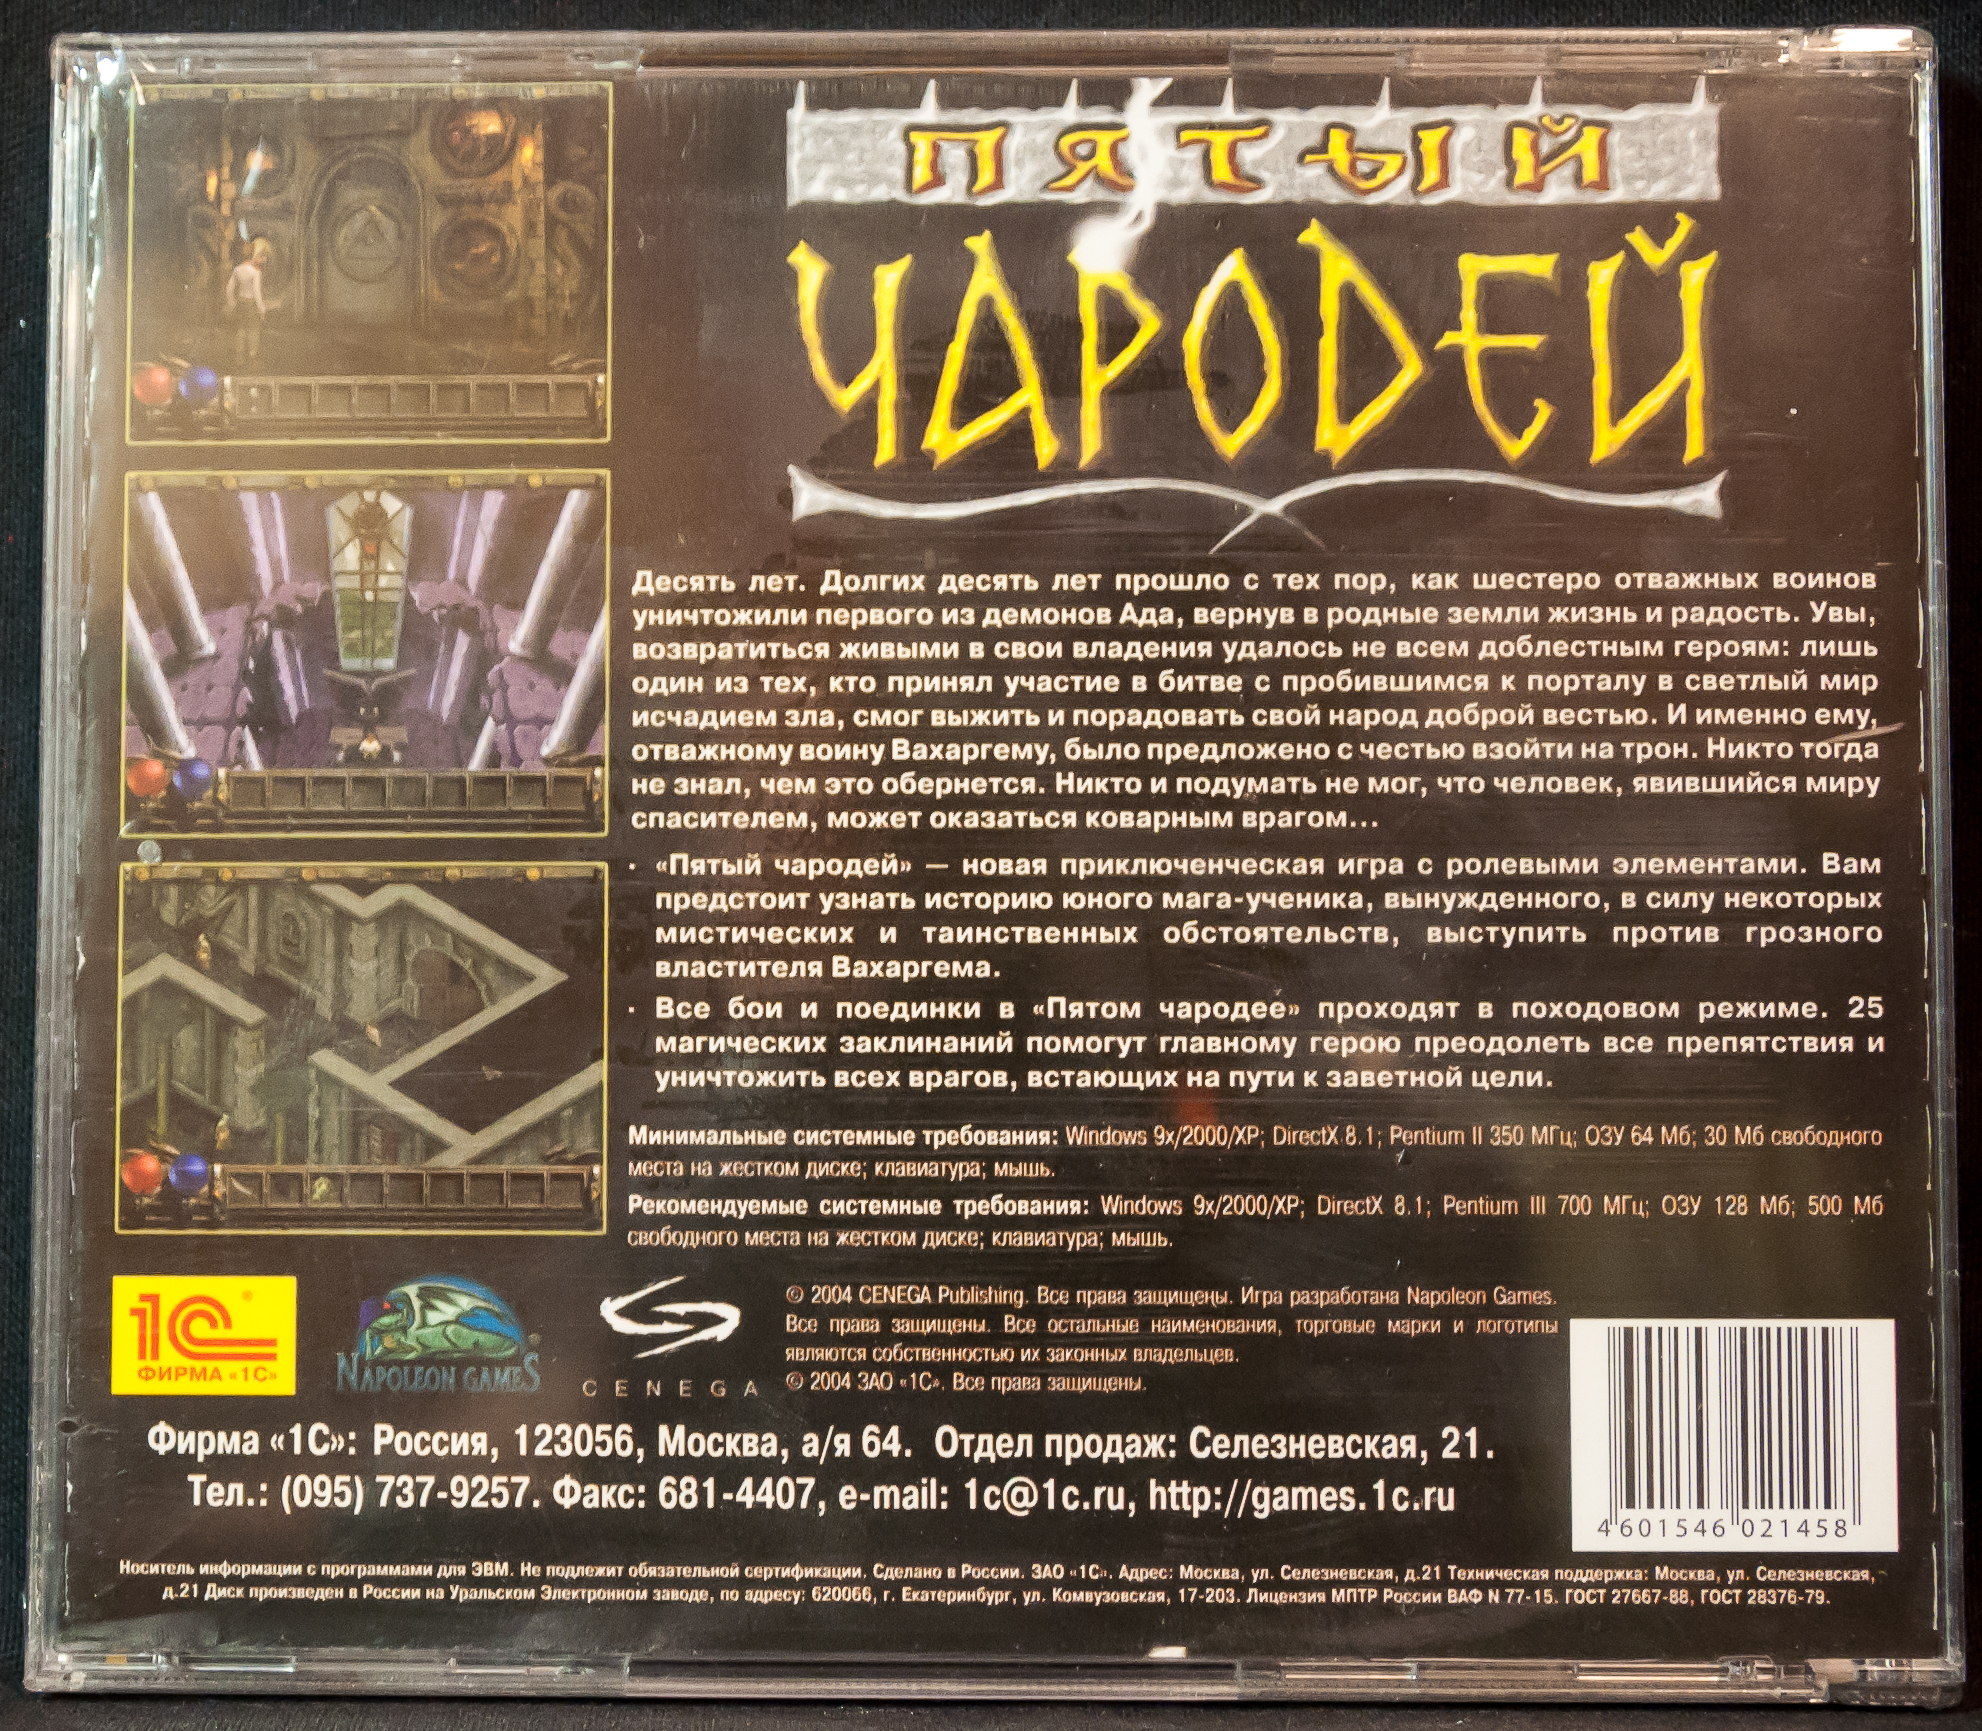 ПЯТЫЙ
ЧАРОДЕЙ
Десять лет. Долгих десять лет прошло с тех пор, как шестеро отважных воинов
уничтожили первого из демонов Ада, вернув в родные земли жизнь и радость. Увы,
возвратиться живыми в свои владения удалось не всем доблестным героям: лишь
один из тех, кто принял участие в битве с пробившимся к порталу в светлый мир
исчадием зла, смог выжить и порадовать свой народ доброй вестью. И именно ему,
отважному воину Вахаргему, было предложено с честью взойти на трон. Никто тогда
не знал, чем это обернется. Никто и подумать не мог, что человек, явившийся миру
спасителем, может оказаться коварным врагом...
· «Пятый чародей» — новая приключенческая игра с ролевыми элементами. Вам
предстоит узнать историю юного мага-ученика, вынужденного, в силу некоторых
мистических и таинственных обстоятельств, выступить против грозного
властителя Вахаргема.
· Все бои и поединки в «Пятом чародее» проходят в походовом режиме. 25
магических заклинаний помогут главному герою преодолеть все препятствия и
уничтожить всех врагов, встающих на пути к заветной цели.
Минимальные системные требования: Windows 9x/2000/XP; DirectX 8.1; Pentium II 350 МГц; ОЗУ 64 Мб; 30 Мб свободного
места на жестком диске; клавиатура; мышь.
Рекомендуемые системные требования: Windows 9x/2000/XP; DirectX 8.1; Pentium III 700 МГц; ОЗУ 128 Мб; 500 Мб
свободного места на жестком диске; клавиатура; мышь.
1С®
ФИРМА «1С»
NAPOLEON GAMES®
CENEGA
© 2004 CENEGA Publishing. Все права защищены. Игра разработана Napoleon Games.
Все права защищены. Все остальные наименования, торговые марки и логотипы
являются собственностью их законных владельцев.
© 2004 ЗАО «1С». Все права защищены.
Фирма «1С»: Россия, 123056, Москва, а/я 64. Отдел продаж: Селезневская, 21.
Тел.: (095) 737-9257. Факс: 681-4407, e-mail: 1c@1c.ru, http://games.1c.ru
4 601546 021458
Носитель информации с программами для ЭВМ. Не подлежит обязательной сертификации. Сделано в России. ЗАО «1С». Адрес: Москва, ул. Селезневская, д.21 Техническая поддержка: Москва, ул. Селезневская,
д.21 Диск произведен в России на Уральском Электронном заводе, по адресу: 620066, г. Екатеринбург, ул. Комвузовская, 17-203. Лицензия МПТР России ВАФ N 77-15. ГОСТ 27667-88, ГОСТ 28376-79.